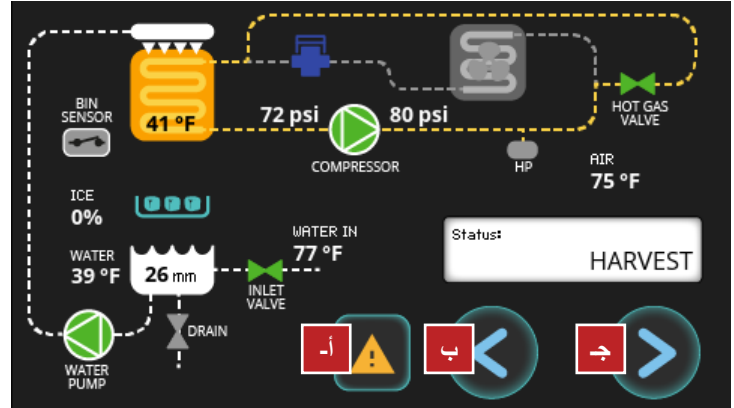 BIN
SENSOR
41 °F
72 psi
80 psi
COMPRESSOR
HOT GAS
VALVE
HP
AIR
75 °F
ICE
0%
WATER IN
77 °F
Status:
HARVEST
WATER
39 °F
26 mm
INLET
VALVE
DRAIN
WATER
PUMP
أ-
ب
جـ